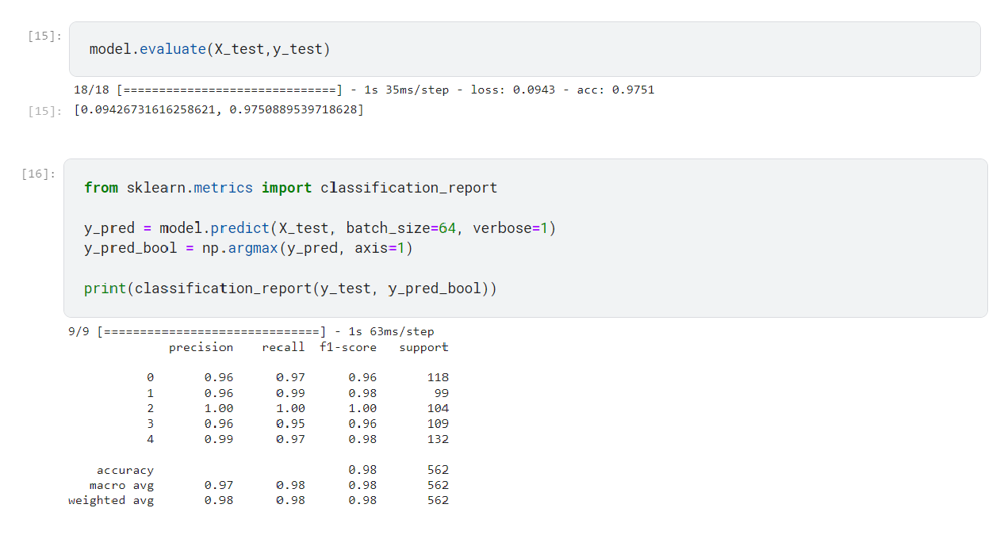 [15]:
model.evaluate(X_test,y_test)
18/18 [==============================] - 1s 35ms/step - loss: 0.0943 - acc: 0.9751
[15]: [0.09426731616258621, 0.9750889539718628]
[16]:
from sklearn.metrics import classification_report
y_pred = model.predict(X_test, batch_size=64, verbose=1)
y_pred_bool = np.argmax(y_pred, axis=1)
print(classification_report(y_test, y_pred_bool))
9/9 [==============================] - 1s 63ms/step
precision recall f1-score support
0 0.96 0.97 0.96 118
1 0.96 0.99 0.98 99
2 1.00 1.00 1.00 104
3 0.96 0.95 0.96 109
4 0.99 0.97 0.98 132
accuracy 0.98 562
macro avg 0.97 0.98 0.98 562
weighted avg 0.98 0.98 0.98 562